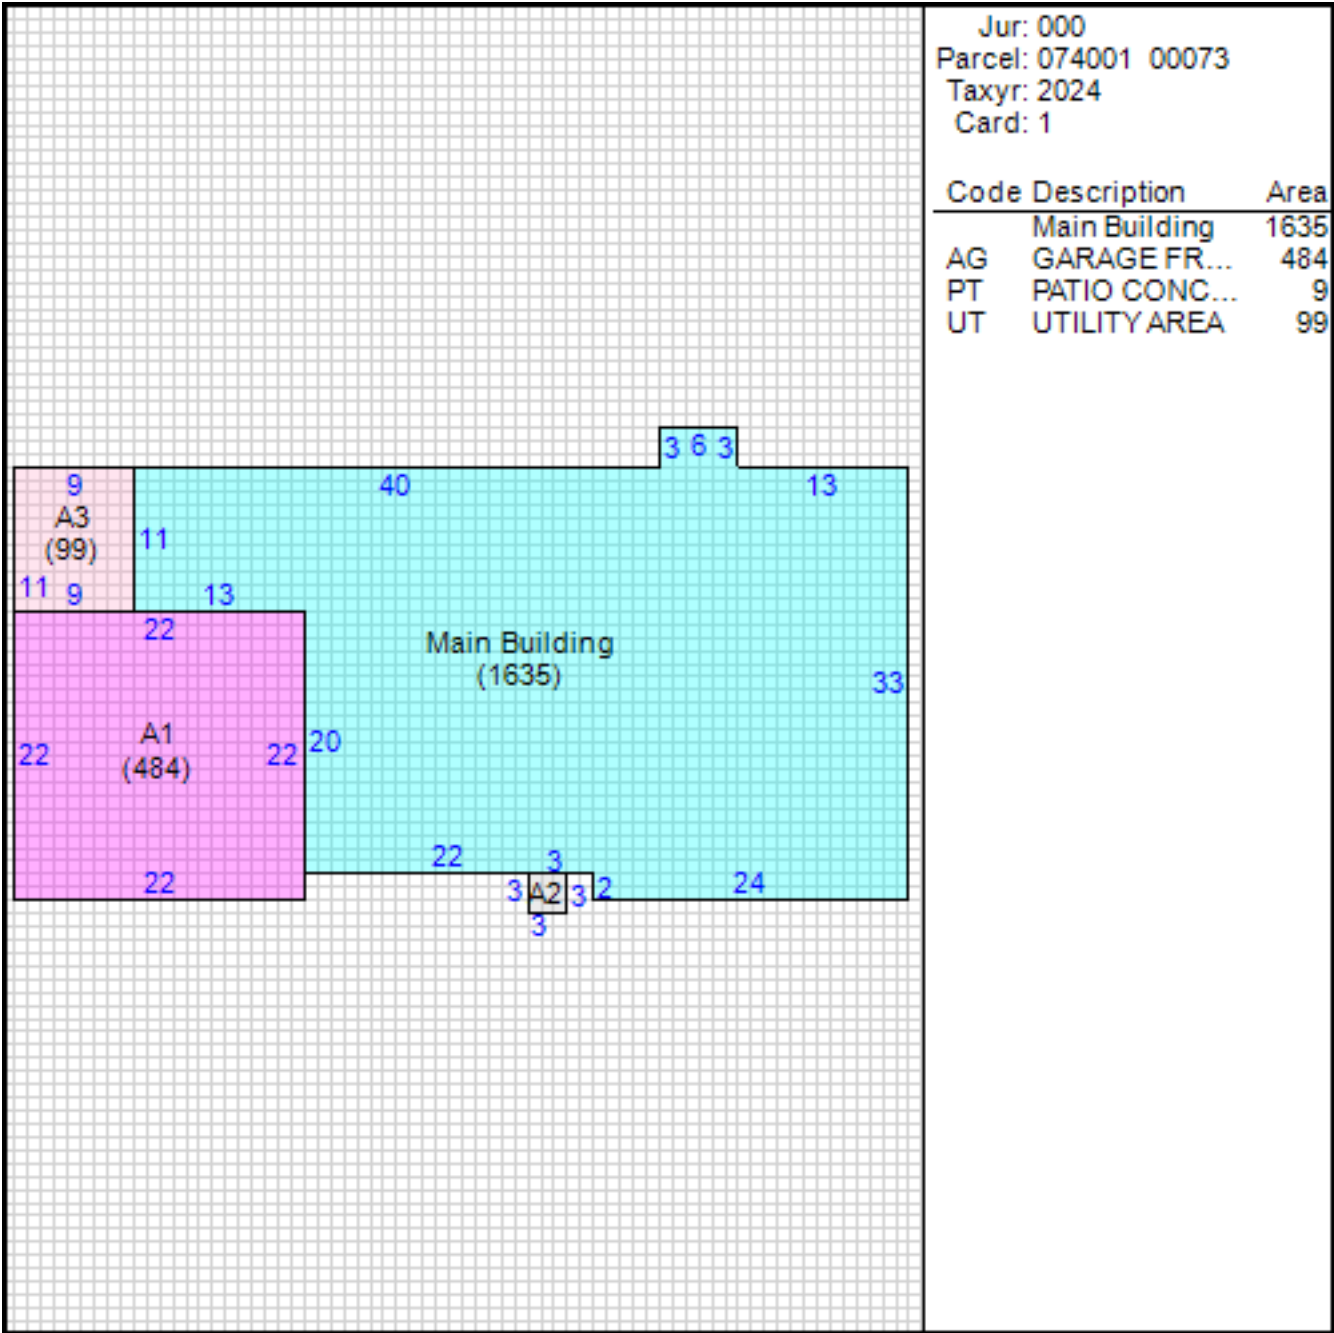 Jur: 000
Parcel: 074001 00073
Taxyr: 2024
Card: 1
Code Description Area
Main Building 1635
AG GARAGE FR... 484
PT PATIO CONC... 9
UT UTILITY AREA 99
3 6 3
9 40 13
A3
(99)
11
11 9 13
22
Main Building
(1635)
33
A1
(484)
22 22 20
22 3
22 3 A2 3 2 24
3